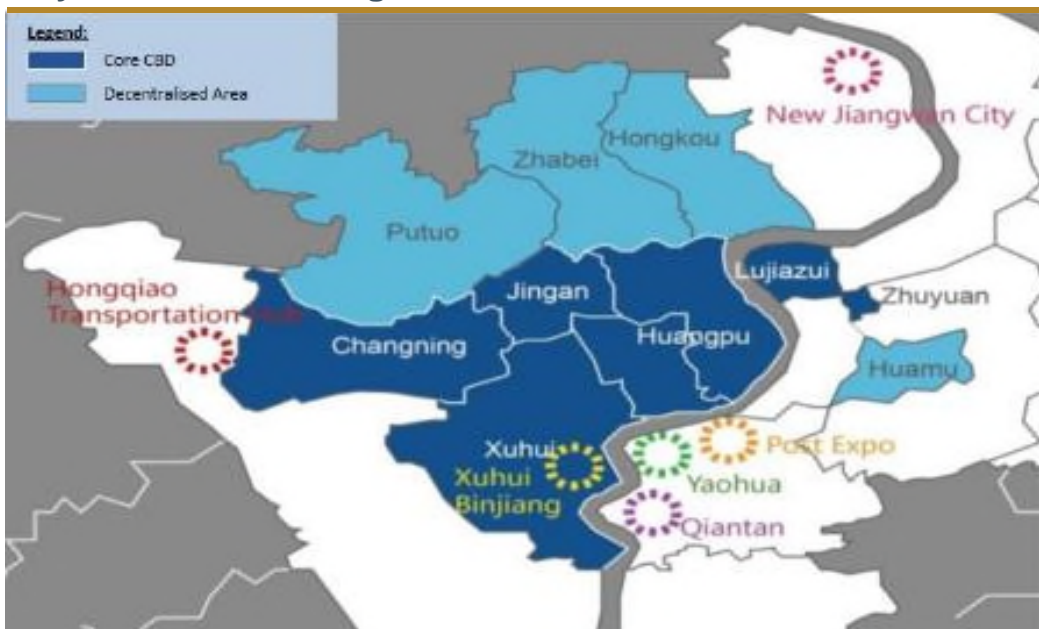 Legend:
Core CBD
Decentralised Area
New Jiangwan City
Hongkou
Zhabei
Putuo
Lujiazui
Zhuyuan
Hongqiao
Transportation Hub
Jingan
Changning
Huangpu
Huamu
Xuhui
Xuhui
Binjiang
Post Expo
Yaohua
Qiantan